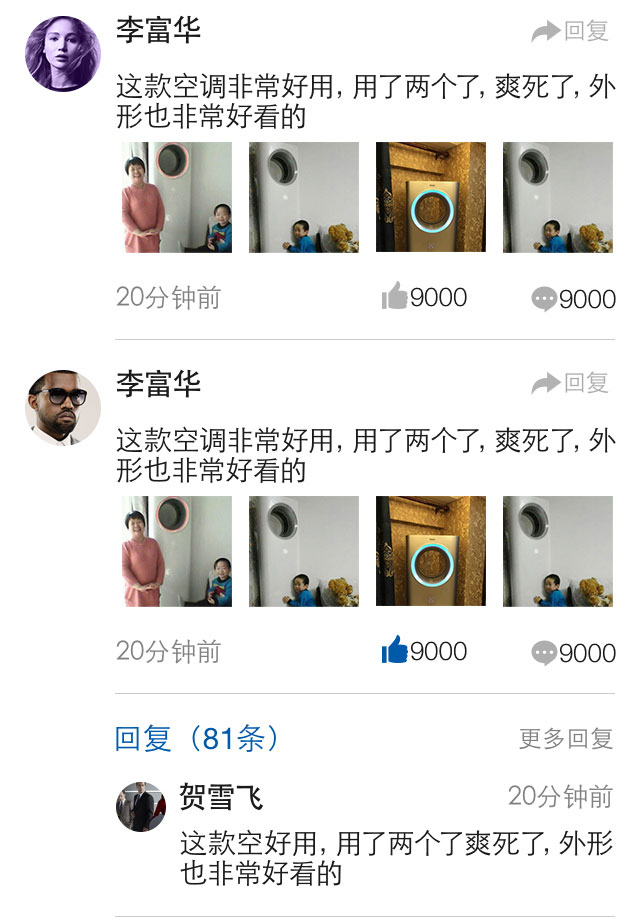 李富华
回复
这款空调非常好用, 用了两个了, 爽死了, 外
形也非常好看的
20分钟前
9000
9000
李富华
回复
这款空调非常好用, 用了两个了, 爽死了, 外
形也非常好看的
20分钟前
9000
9000
回复（81条）
更多回复
贺雪飞
20分钟前
这款空好用, 用了两个了爽死了, 外形
也非常好看的